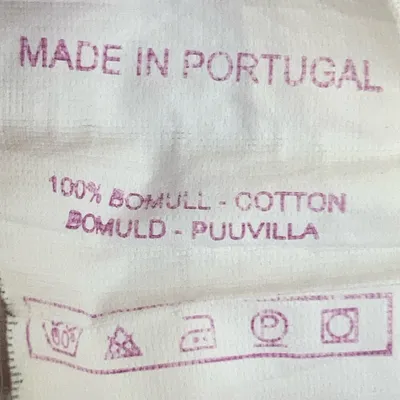 MADE IN PORTUGAL
100% BOMULL - COTTON
BOMULD - PUUVILLA
60°
P